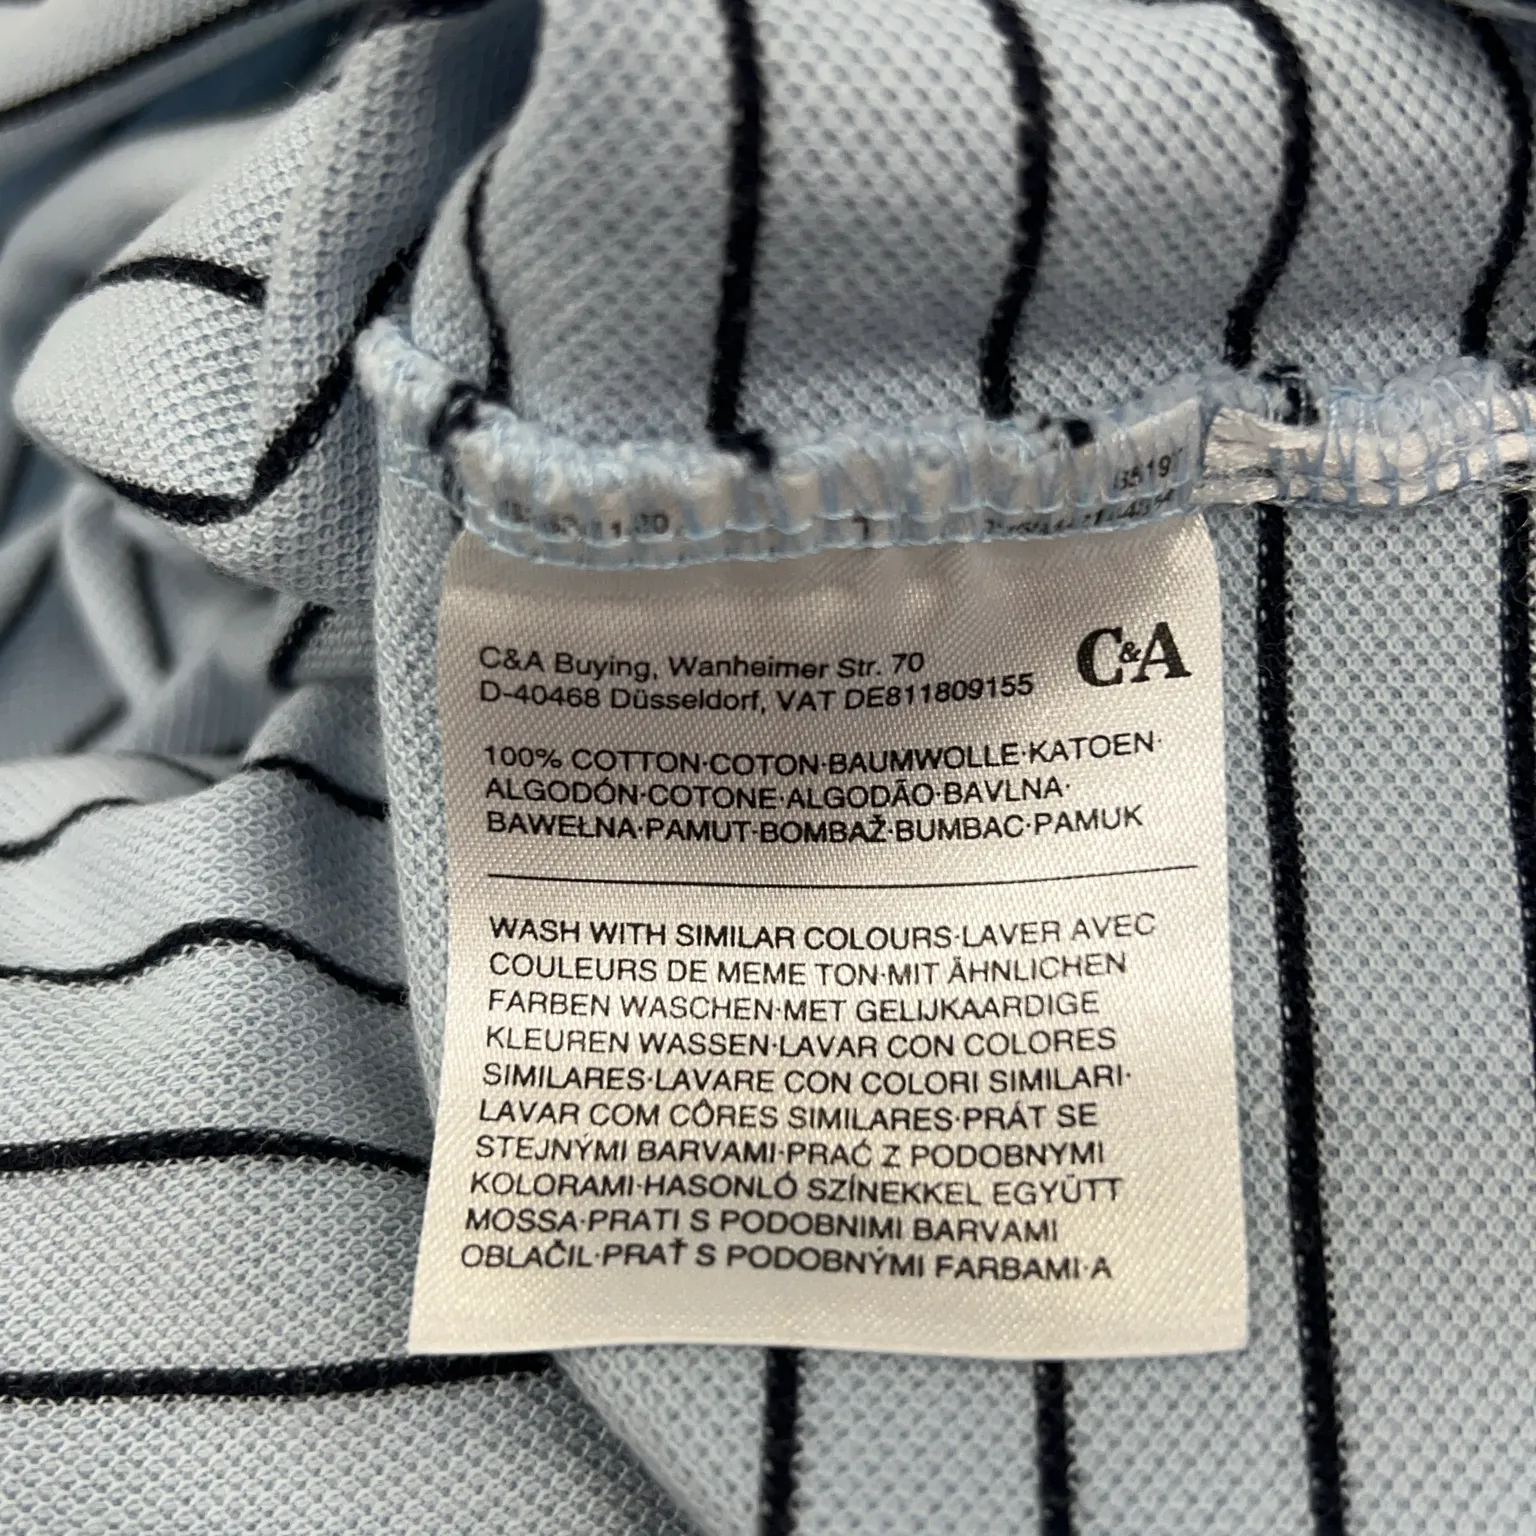 C&A Buying, Wanheimer Str. 70
D-40468 Düsseldorf, VAT DE811809155
C&A
100% COTTON·COTON·BAUMWOLLE·KATOEN·
ALGODÓN·COTONE·ALGODÃO·BAVLNA·
BAWEŁNA·PAMUT·BOMBAŽ·BUMBAC·PAMUK
WASH WITH SIMILAR COLOURS·LAVER AVEC
COULEURS DE MEME TON·MIT ÄHNLICHEN
FARBEN WASCHEN·MET GELIJKAARDIGE
KLEUREN WASSEN·LAVAR CON COLORES
SIMILARES·LAVARE CON COLORI SIMILARI·
LAVAR COM CÔRES SIMILARES·PRÁT SE
STEJNÝMI BARVAMI·PRAĆ Z PODOBNYMI
KOLORAMI·HASONLÓ SZÍNEKKEL EGYÜTT
MOSSA·PRATI S PODOBNIMI BARVAMI
OBLAČIL·PRAŤ S PODOBNÝMI FARBAMI·A